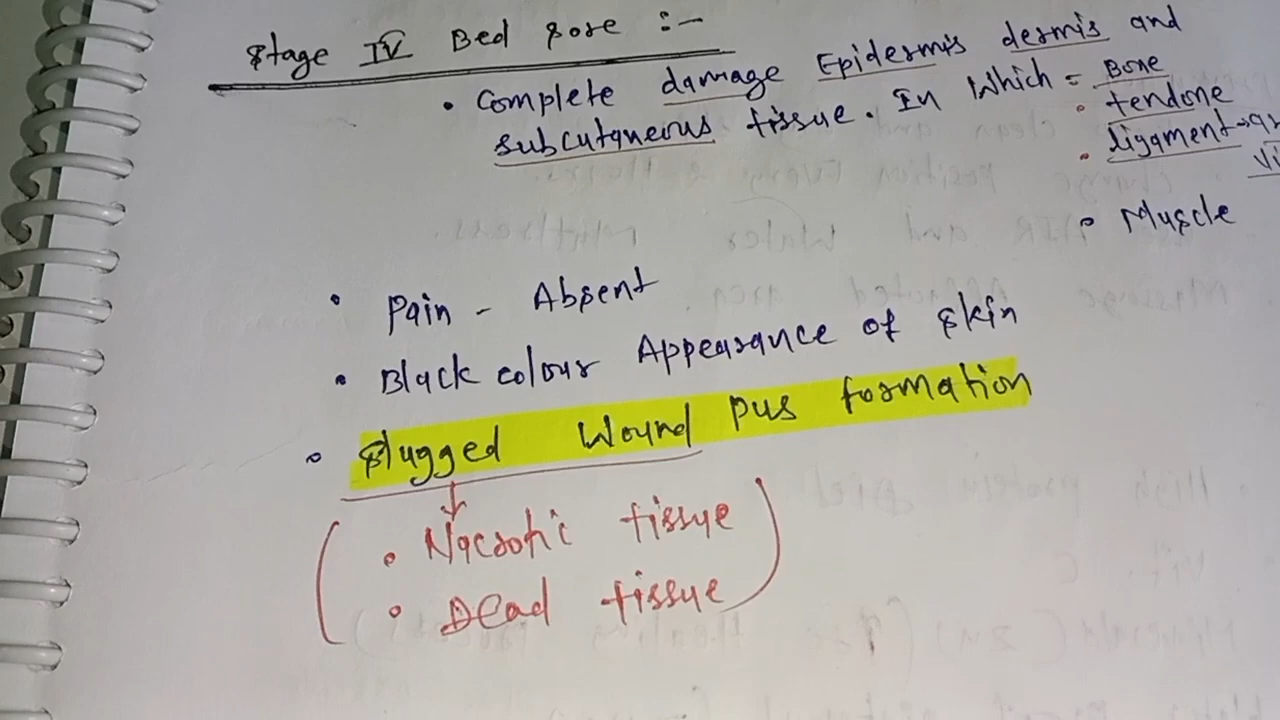 Stage IV Bed sore :-
• Complete damage Epidermis dermis and
subcutaneous tissue. In Which = Bone
• tendone
• ligament →
• Muscle
• Pain - Absent
• Black colour Appearance of skin
• Slugged Wound pus formation
• Nacrotic tissue
• Dead tissue